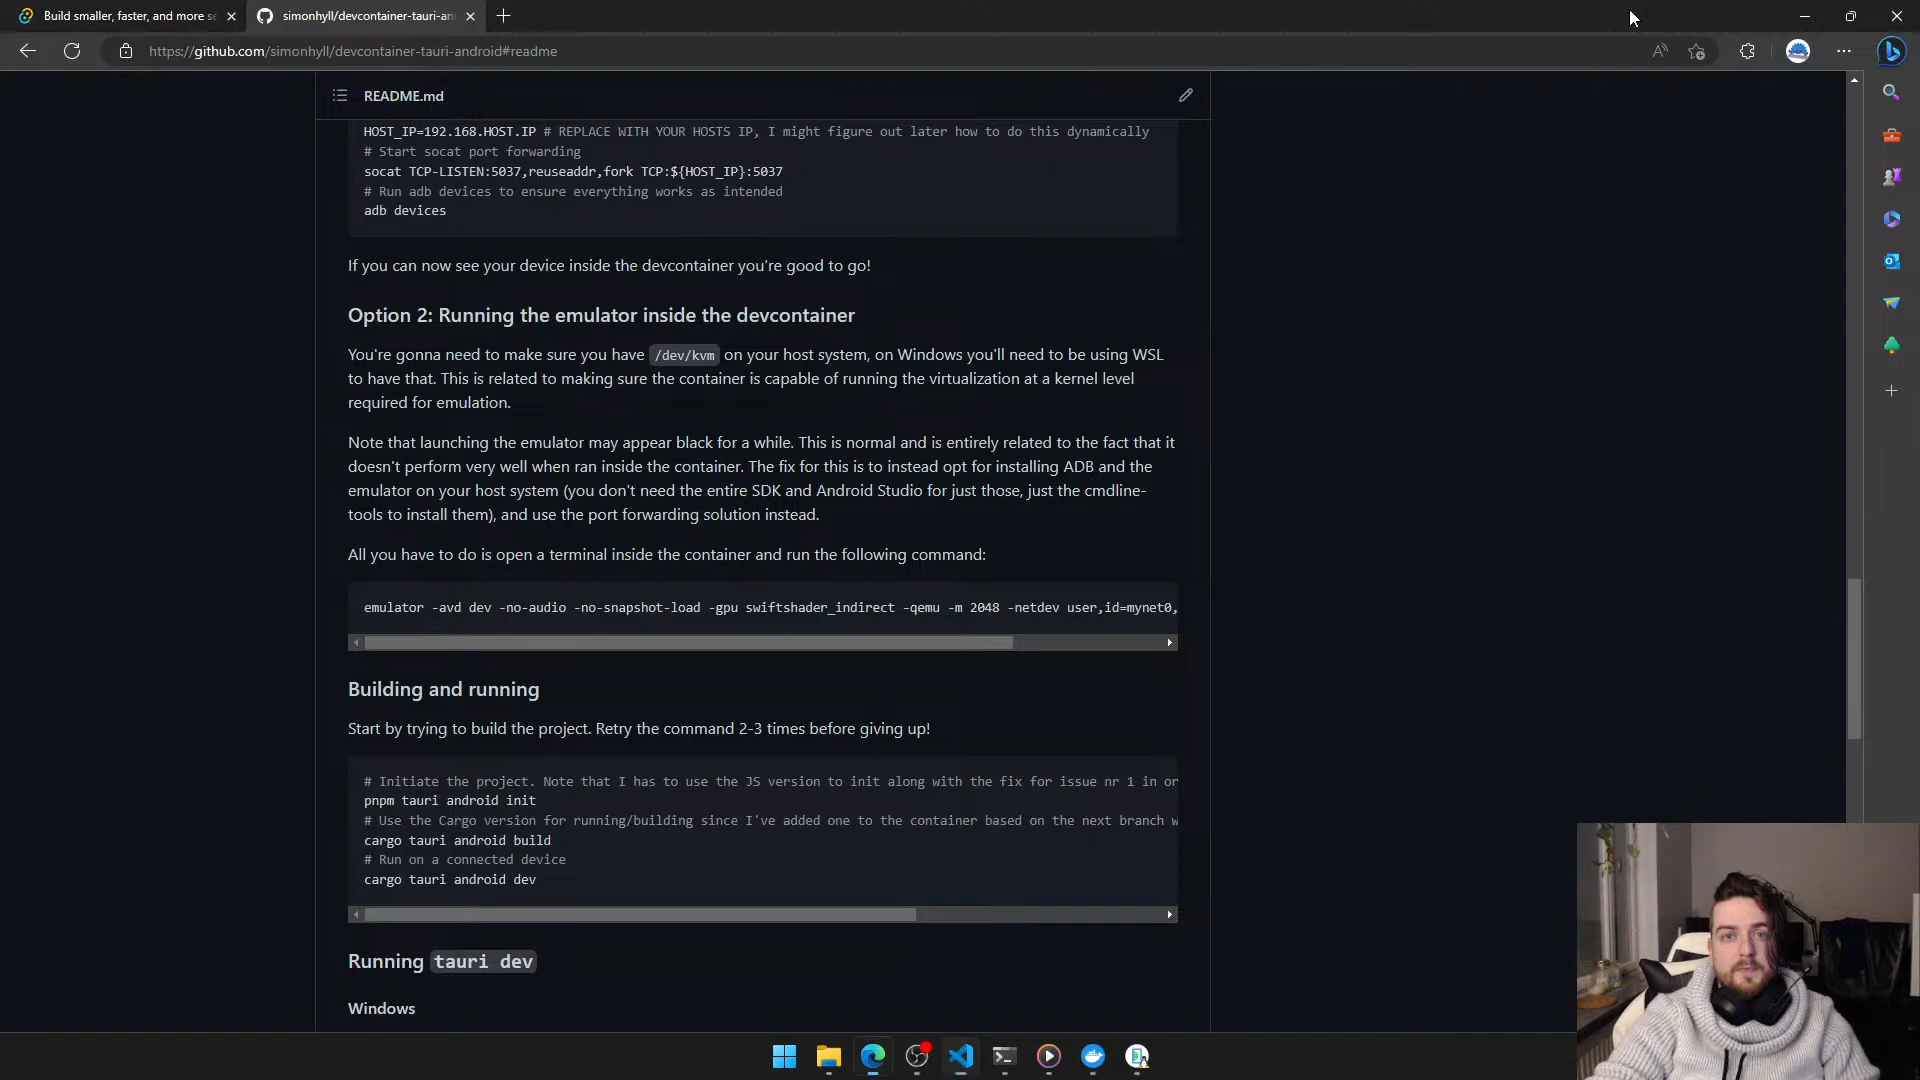 Build smaller, faster, and more se
simonhyll/devcontainer-tauri-an
https://github.com/simonhyll/devcontainer-tauri-android#readme
README.md
HOST_IP=192.168.HOST.IP # REPLACE WITH YOUR HOSTS IP, I might figure out later how to do this dynamically
# Start socat port forwarding
socat TCP-LISTEN:5037,reuseaddr,fork TCP:${HOST_IP}:5037
# Run adb devices to ensure everything works as intended
adb devices
If you can now see your device inside the devcontainer you're good to go!
Option 2: Running the emulator inside the devcontainer
You're gonna need to make sure you have /dev/kvm on your host system, on Windows you'll need to be using WSL
to have that. This is related to making sure the container is capable of running the virtualization at a kernel level
required for emulation.
Note that launching the emulator may appear black for a while. This is normal and is entirely related to the fact that it
doesn't perform very well when ran inside the container. The fix for this is to instead opt for installing ADB and the
emulator on your host system (you don't need the entire SDK and Android Studio for just those, just the cmdline-
tools to install them), and use the port forwarding solution instead.
All you have to do is open a terminal inside the container and run the following command:
emulator -avd dev -no-audio -no-snapshot-load -gpu swiftshader_indirect -qemu -m 2048 -netdev user,id=mynet0,
Building and running
Start by trying to build the project. Retry the command 2-3 times before giving up!
# Initiate the project. Note that I has to use the JS version to init along with the fix for issue nr 1 in or
pnpm tauri android init
# Use the Cargo version for running/building since I've added one to the container based on the next branch w
cargo tauri android build
# Run on a connected device
cargo tauri android dev
Running tauri dev
Windows